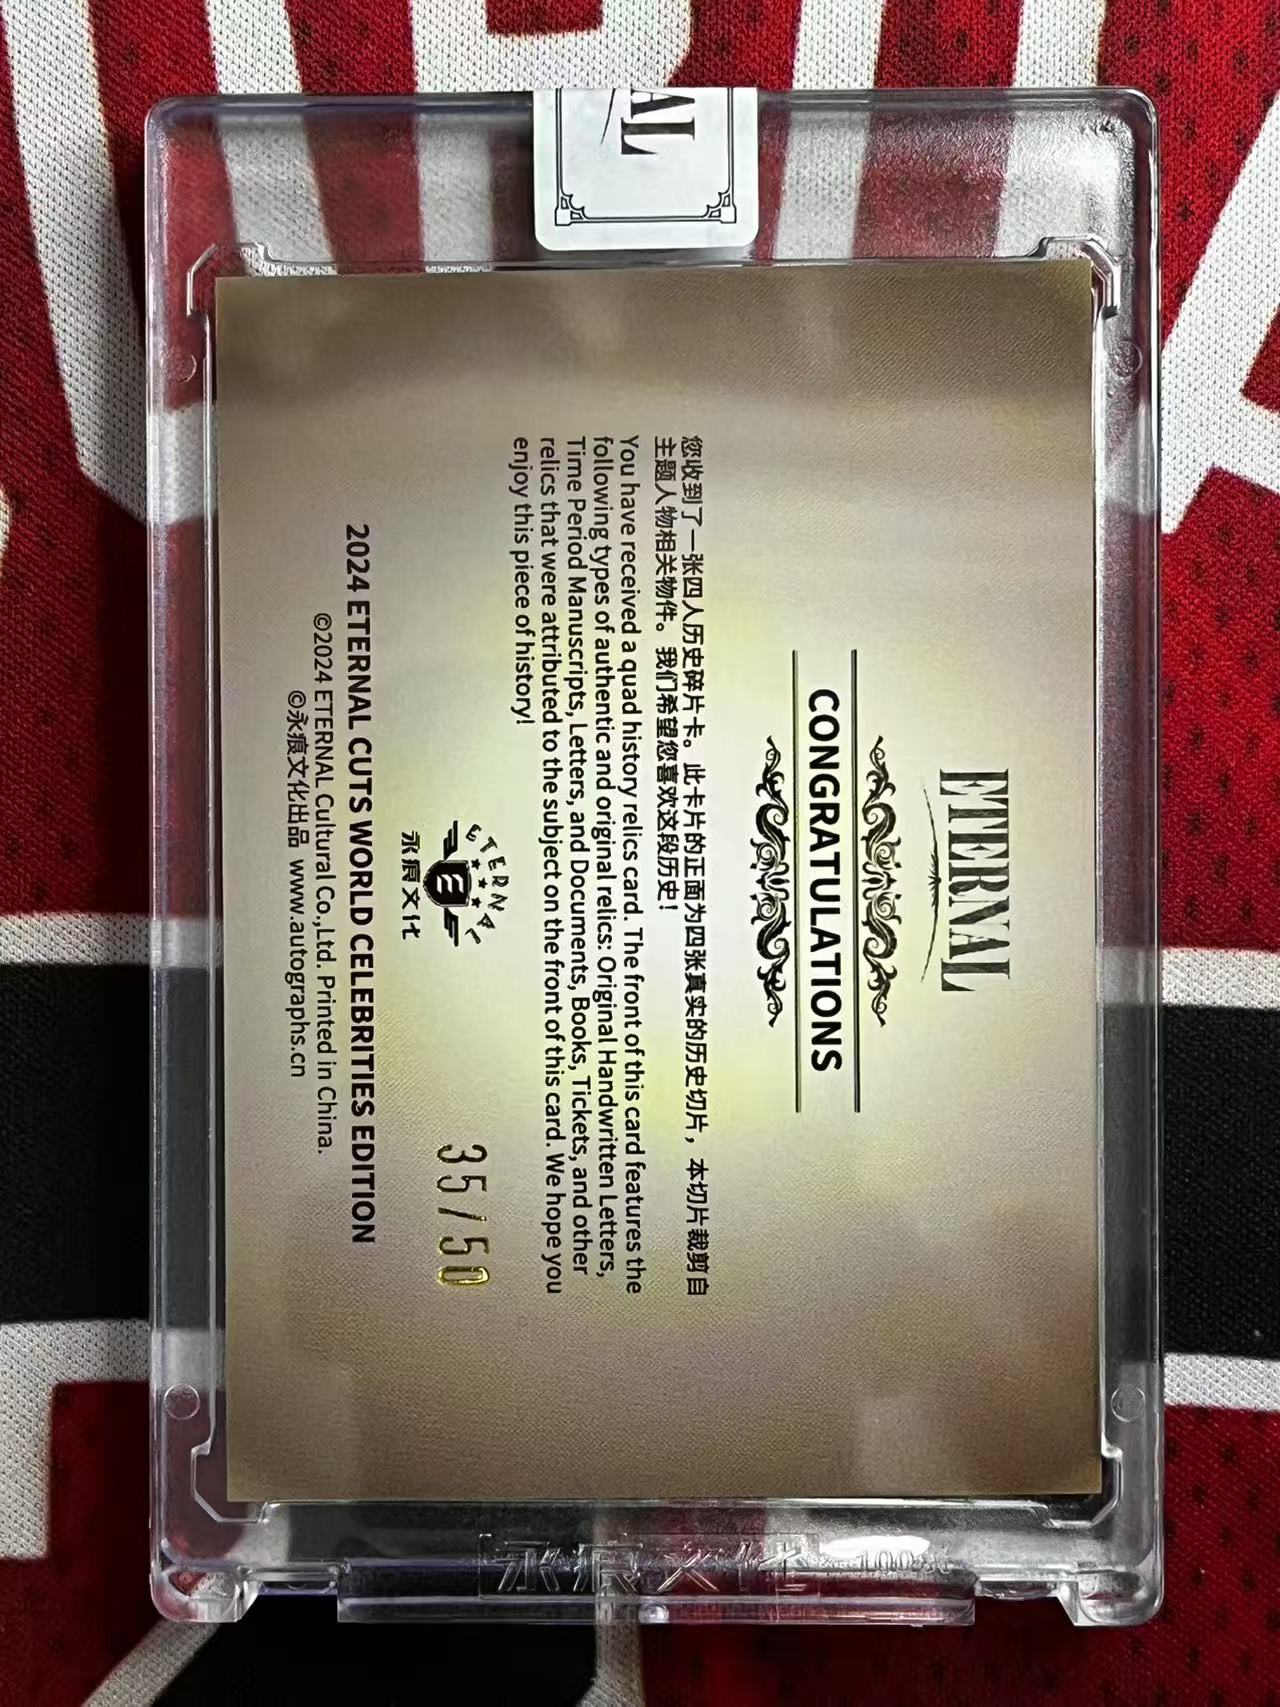 AL
ETERNAL
CONGRATULATIONS
您收到了一张四人历史碎片卡。此卡片的正面为四张真实的历史切片，本切片裁剪自
主题人物相关物件。我们希望您喜欢这段历史！
You have received a quad history relics card. The front of this card features the
following types of authentic and original relics: Original Handwritten Letters,
Time Period Manuscripts, Letters, and Documents, Books, Tickets, and other
relics that were attributed to the subject on the front of this card. We hope you
enjoy this piece of history!
ETERNAL
E
永痕文化
35/50
2024 ETERNAL CUTS WORLD CELEBRITIES EDITION
©2024 ETERNAL Cultural Co.,Ltd. Printed in China.
©永痕文化出品 www.autographs.cn
永痕文化